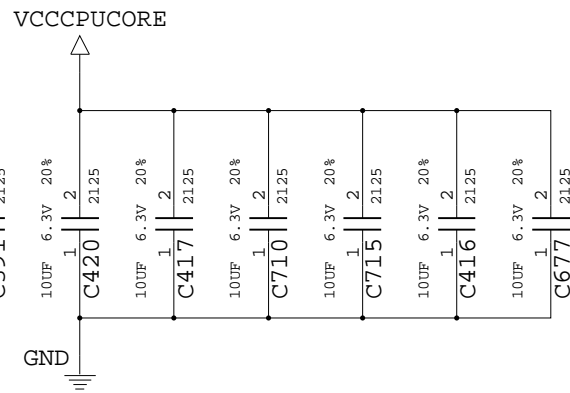 VCCCPUCORE
2125
10UF 6.3V 20%
1 2
C420
2125
10UF 6.3V 20%
1 2
C417
2125
10UF 6.3V 20%
1 2
C710
2125
10UF 6.3V 20%
1 2
C715
2125
10UF 6.3V 20%
1 2
C416
2125
10UF 6.3V 20%
1 2
C677
2125
GND